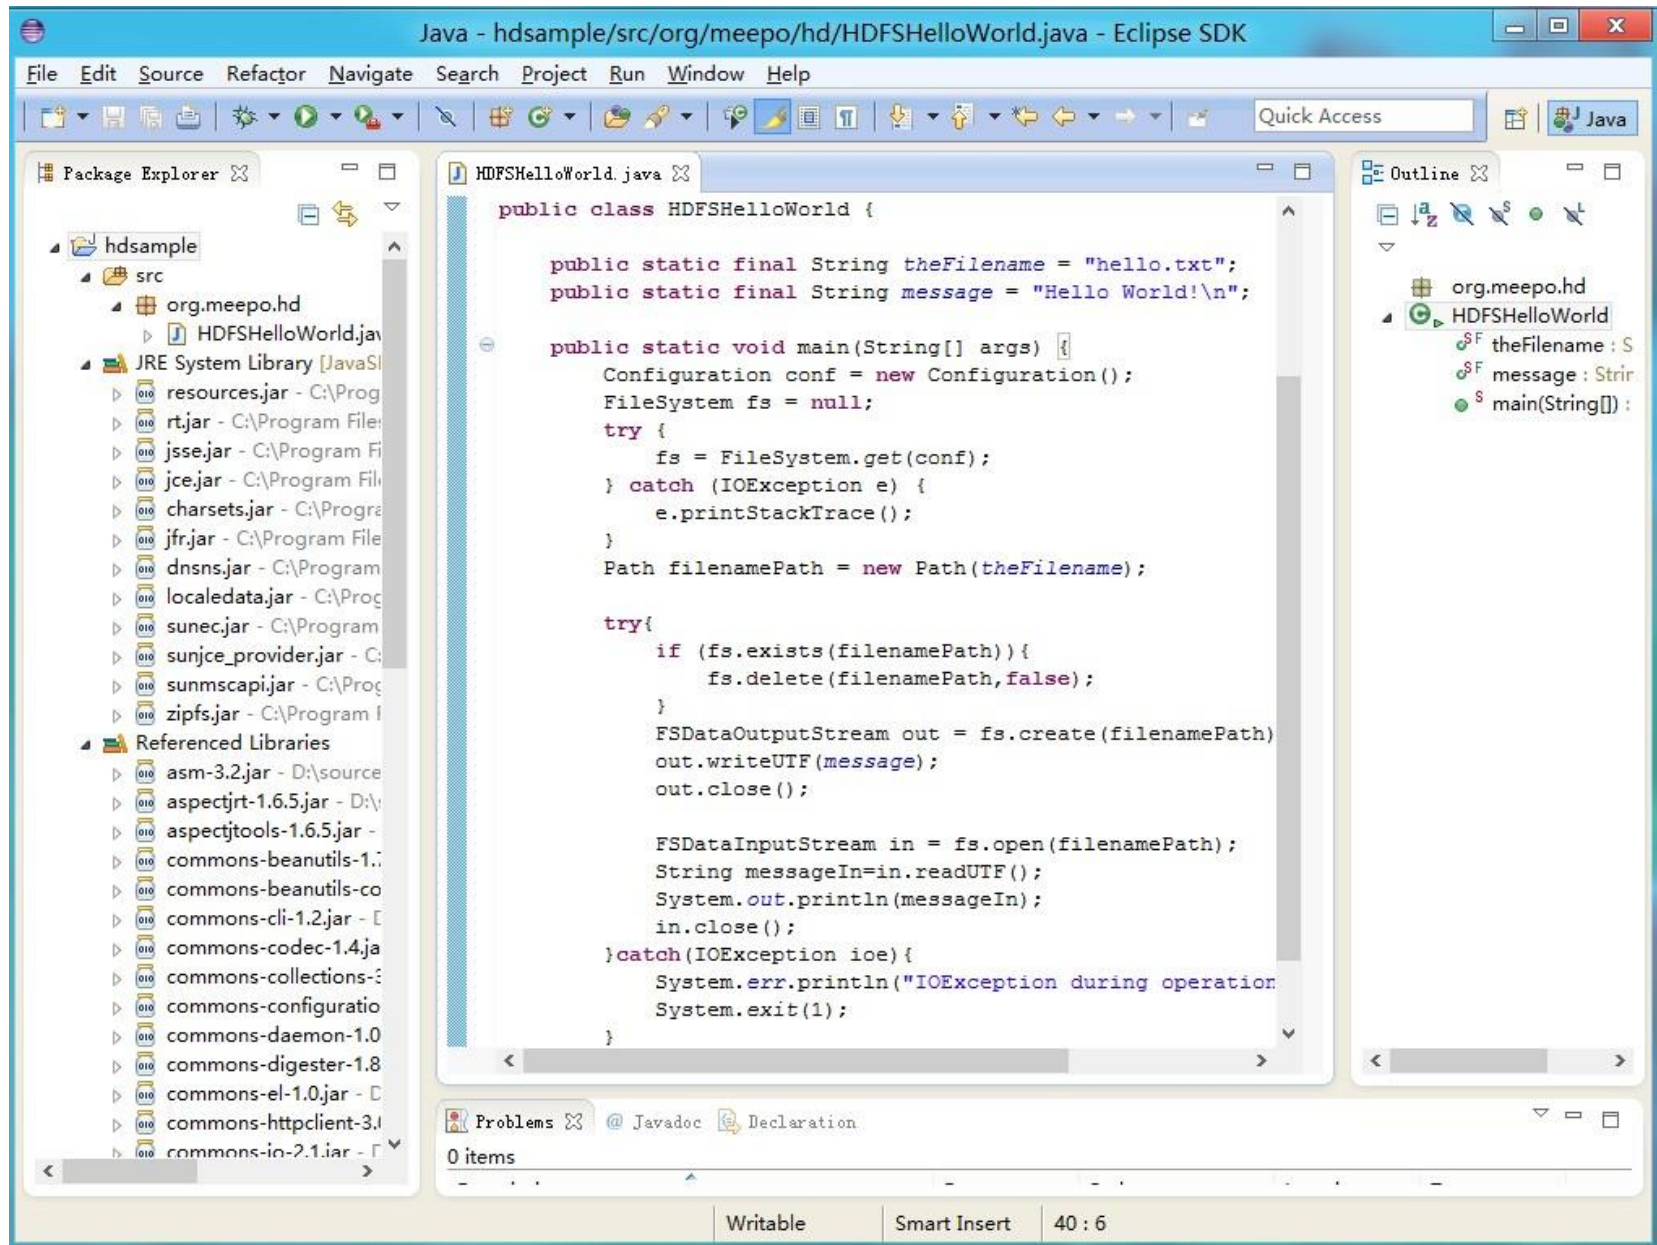 Java - hdsample/src/org/meepo/hd/HDFSHelloWorld.java - Eclipse SDK
File Edit Source Refactor Navigate Search Project Run Window Help
Quick Access
Java
Package Explorer
hdsample
src
org.meepo.hd
HDFSHelloWorld.jav
JRE System Library [JavaSI
resources.jar - C:\Prog
rt.jar - C:\Program File
jsse.jar - C:\Program Fi
jce.jar - C:\Program Fil
charsets.jar - C:\Progra
jfr.jar - C:\Program File
dnsns.jar - C:\Program
localedata.jar - C:\Prog
sunec.jar - C:\Program
sunjce_provider.jar - C:
sunmscapi.jar - C:\Prog
zipfs.jar - C:\Program F
Referenced Libraries
asm-3.2.jar - D:\source
aspectjrt-1.6.5.jar - D:\
aspectjtools-1.6.5.jar -
commons-beanutils-1.7
commons-beanutils-co
commons-cli-1.2.jar - D
commons-codec-1.4.ja
commons-collections-3
commons-configuratio
commons-daemon-1.0
commons-digester-1.8
commons-el-1.0.jar - D
commons-httpclient-3.
commons-io-2.1.jar - D
HDFSHelloWorld.java
public class HDFSHelloWorld {
public static final String theFilename = "hello.txt";
public static final String message = "Hello World!\n";
public static void main(String[] args) {
Configuration conf = new Configuration();
FileSystem fs = null;
try {
fs = FileSystem.get(conf);
} catch (IOException e) {
e.printStackTrace();
}
Path filenamePath = new Path(theFilename);
try{
if (fs.exists(filenamePath)){
fs.delete(filenamePath,false);
}
FSDataOutputStream out = fs.create(filenamePath)
out.writeUTF(message);
out.close();
FSDataInputStream in = fs.open(filenamePath);
String messageIn=in.readUTF();
System.out.println(messageIn);
in.close();
}catch(IOException ioe){
System.err.println("IOException during operation
System.exit(1);
}
Outline
org.meepo.hd
HDFSHelloWorld
theFilename : S
message : Strin
main(String[]) :
Problems @ Javadoc Declaration
0 items
Writable Smart Insert 40 : 6